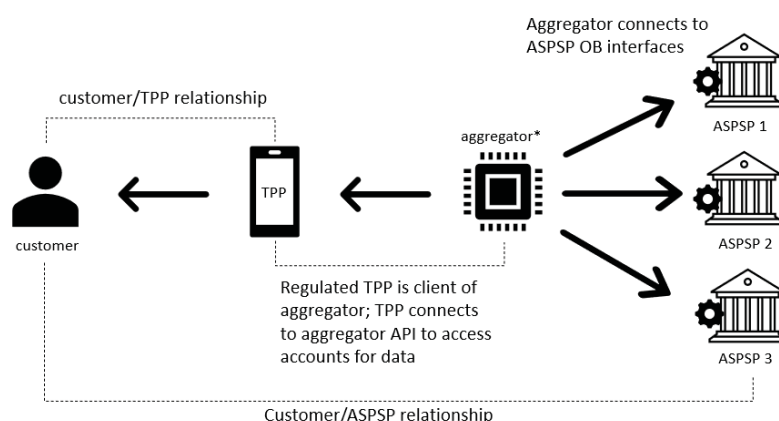 Aggregator connects to
ASPSP OB interfaces
customer/TPP relationship
aggregator*
ASPSP 1
TPP
customer
ASPSP 2
Regulated TPP is client of
aggregator; TPP connects
to aggregator API to access
accounts for data
ASPSP 3
Customer/ASPSP relationship